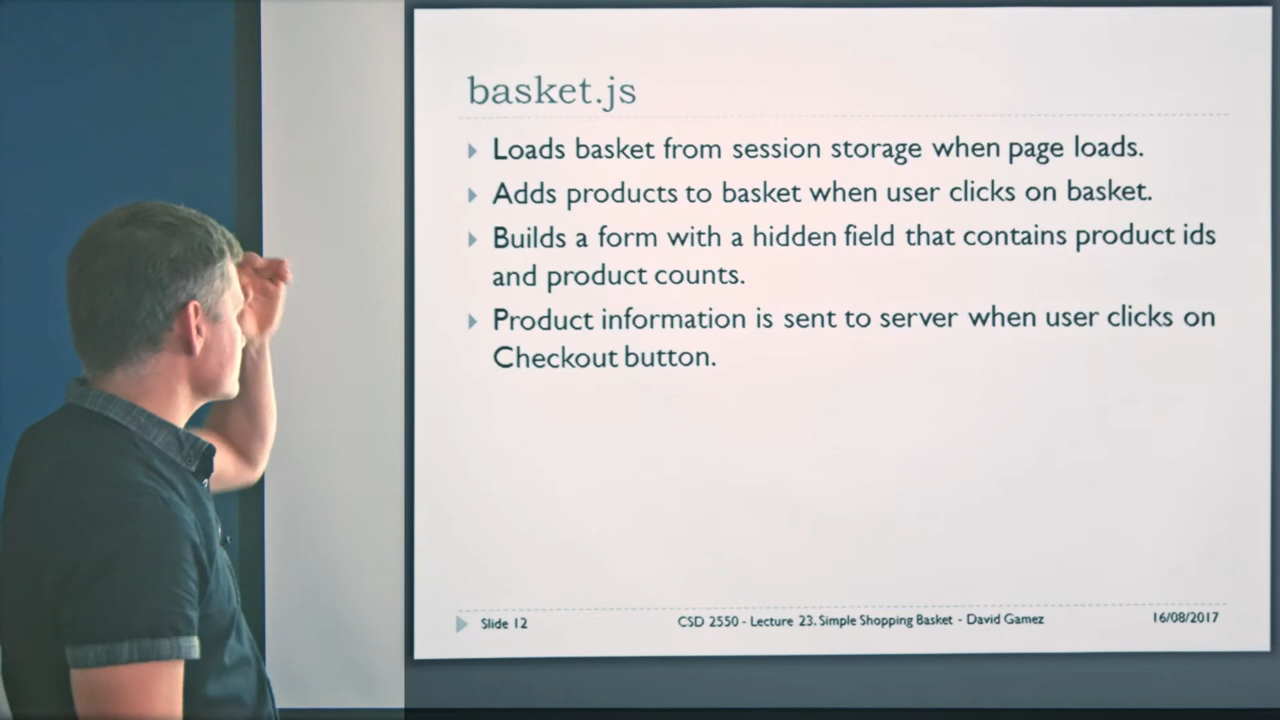 basket.js
Loads basket from session storage when page loads.
Adds products to basket when user clicks on basket.
Builds a form with a hidden field that contains product ids
and product counts.
Product information is sent to server when user clicks on
Checkout button.
Slide 12
CSD 2550 - Lecture 23. Simple Shopping Basket - David Gamez
16/08/2017